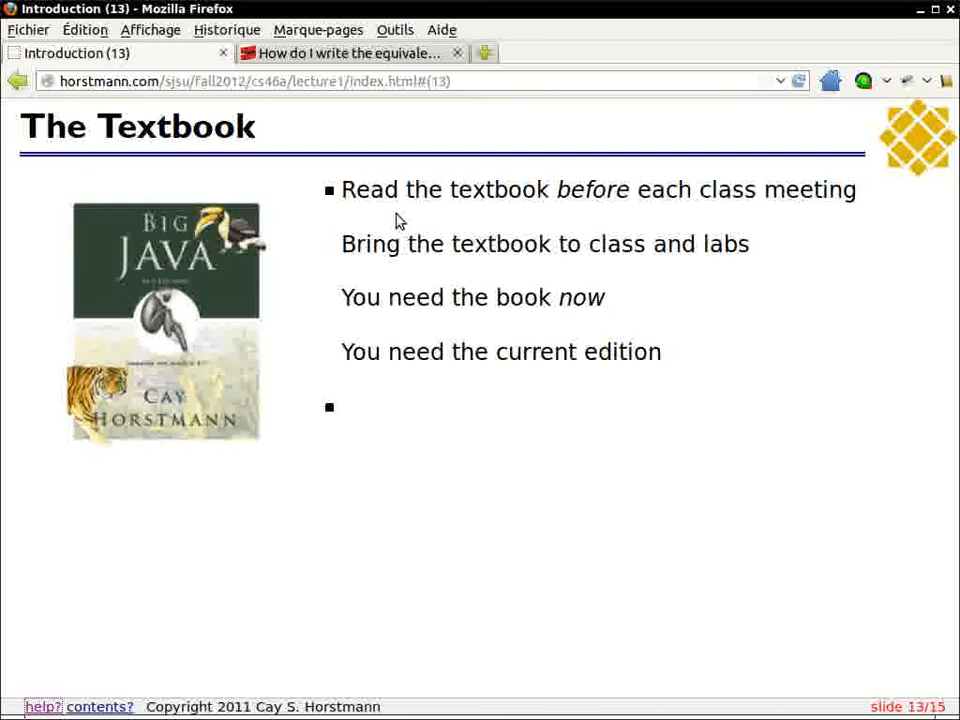 Introduction (13) - Mozilla Firefox
Fichier Édition Affichage Historique Marque-pages Outils Aide
Introduction (13) How do I write the equivale...
horstmann.com/sjsu/fall2012/cs46a/lecture1/index.html#(13)
The Textbook
Read the textbook before each class meeting
Bring the textbook to class and labs
You need the book now
You need the current edition
BIG
JAVA
CAY
HORSTMANN
help? contents? Copyright 2011 Cay S. Horstmann slide 13/15